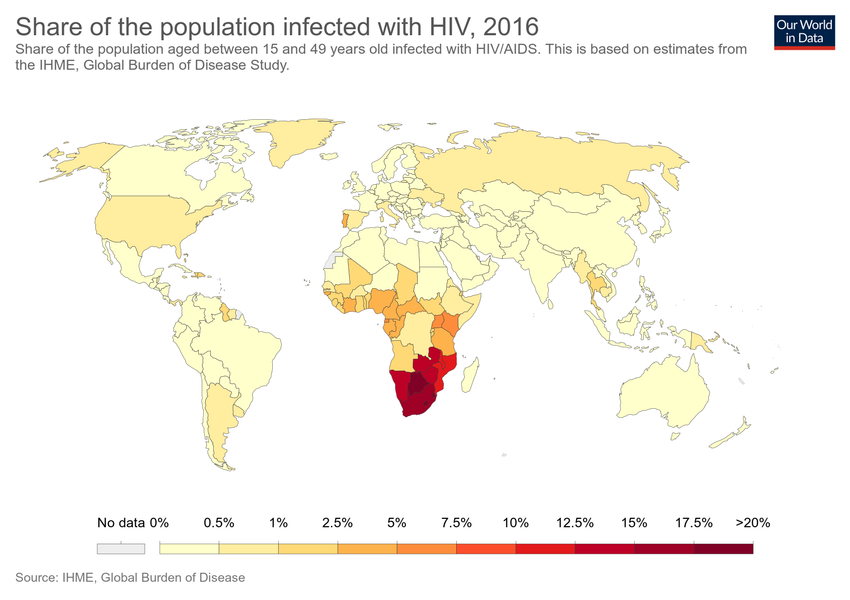 Share of the population infected with HIV, 2016
Our World
in Data
Share of the population aged between 15 and 49 years old infected with HIV/AIDS. This is based on estimates from
the IHME, Global Burden of Disease Study.
No data 0% 0.5% 1% 2.5% 5% 7.5% 10% 12.5% 15% 17.5% >20%
Source: IHME, Global Burden of Disease